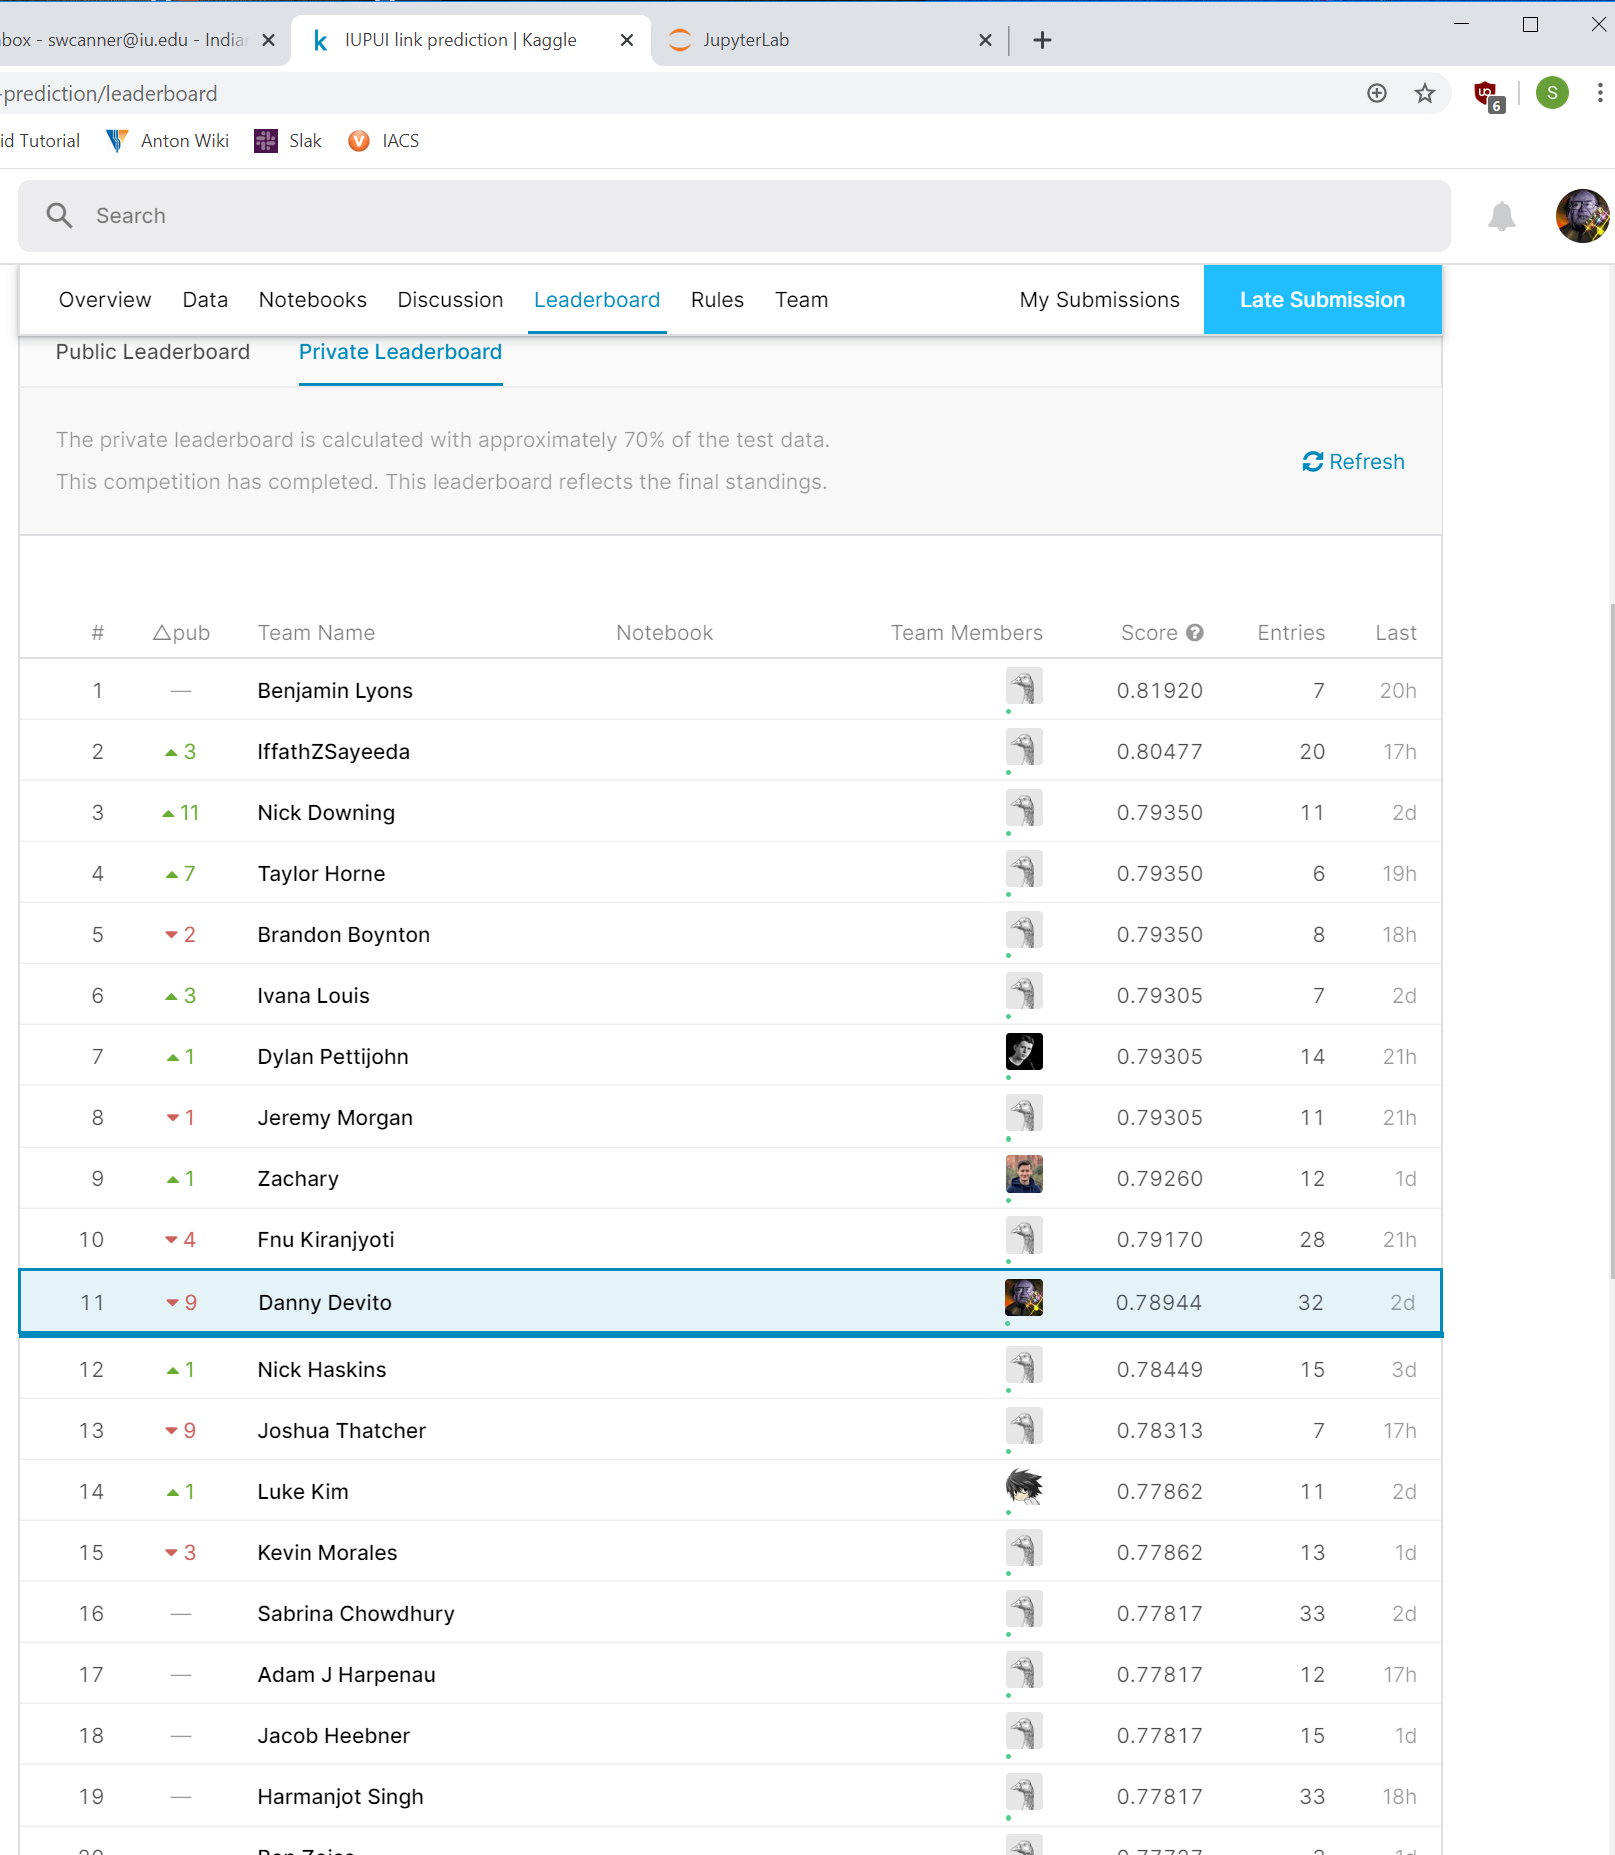 box - swcanner@iu.edu - Indian
IUPUI link prediction | Kaggle
JupyterLab
-prediction/leaderboard
6
S
id Tutorial
Anton Wiki
Slak
IACS
Search
Overview Data Notebooks Discussion Leaderboard Rules Team My Submissions Late Submission
Public Leaderboard Private Leaderboard
The private leaderboard is calculated with approximately 70% of the test data.
This competition has completed. This leaderboard reflects the final standings.
Refresh
# △pub Team Name Notebook Team Members Score Entries Last
1 — Benjamin Lyons 0.81920 7 20h
2 ▲ 3 IffathZSayeeda 0.80477 20 17h
3 ▲ 11 Nick Downing 0.79350 11 2d
4 ▲ 7 Taylor Horne 0.79350 6 19h
5 ▼ 2 Brandon Boynton 0.79350 8 18h
6 ▲ 3 Ivana Louis 0.79305 7 2d
7 ▲ 1 Dylan Pettijohn 0.79305 14 21h
8 ▼ 1 Jeremy Morgan 0.79305 11 21h
9 ▲ 1 Zachary 0.79260 12 1d
10 ▼ 4 Fnu Kiranjyoti 0.79170 28 21h
11 ▼ 9 Danny Devito 0.78944 32 2d
12 ▲ 1 Nick Haskins 0.78449 15 3d
13 ▼ 9 Joshua Thatcher 0.78313 7 17h
14 ▲ 1 Luke Kim 0.77862 11 2d
15 ▼ 3 Kevin Morales 0.77862 13 1d
16 — Sabrina Chowdhury 0.77817 33 2d
17 — Adam J Harpenau 0.77817 12 17h
18 — Jacob Heebner 0.77817 15 1d
19 — Harmanjot Singh 0.77817 33 18h